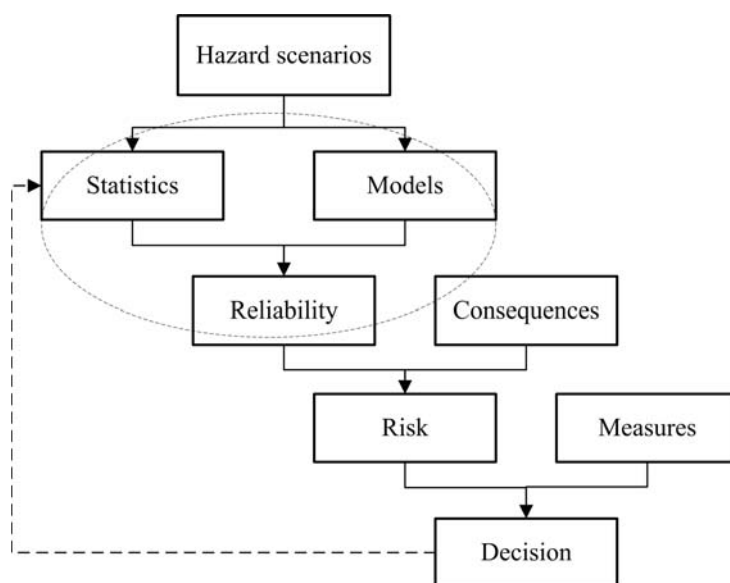 Hazard scenarios
Statistics
Models
Reliability
Consequences
Risk
Measures
Decision